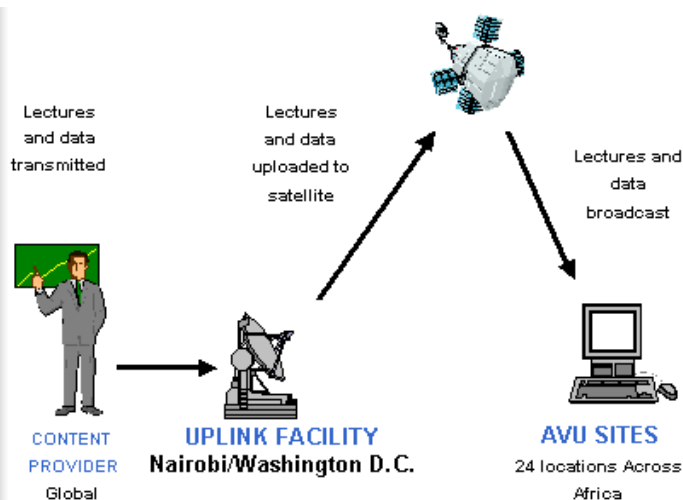 Lectures
and data
transmitted
Lectures
and data
uploaded to
satellite
Lectures and
data
broadcast
CONTENT
PROVIDER
Global
UPLINK FACILITY
Nairobi/Washington D.C.
AVU SITES
24 locations Across
Africa